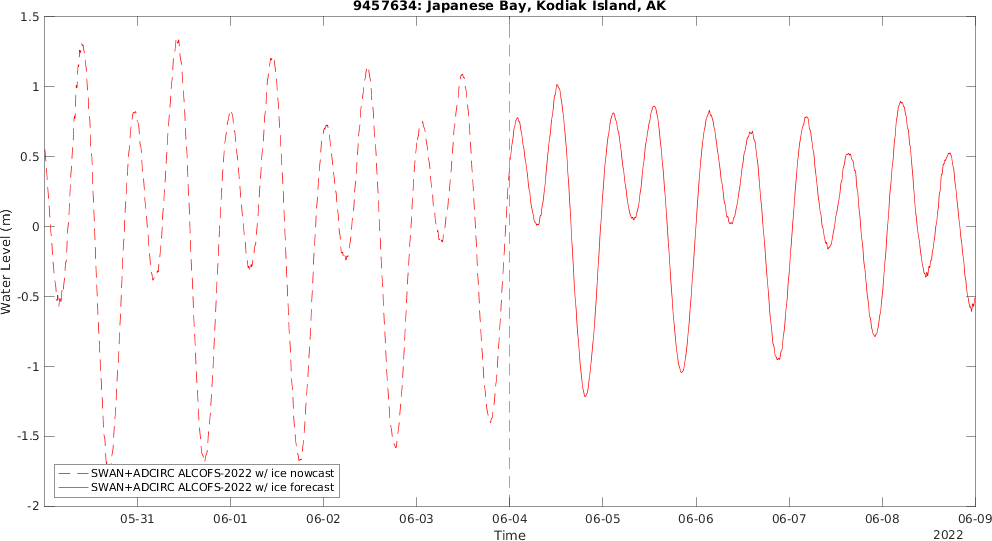 9457634: Japanese Bay, Kodiak Island, AK
1.5
1
0.5
0
-0.5
-1
-1.5
-2
Water Level (m)
SWAN+ADCIRC ALCOFS-2022 w/ ice nowcast
SWAN+ADCIRC ALCOFS-2022 w/ ice forecast
05-31 06-01 06-02 06-03 06-04 06-05 06-06 06-07 06-08 06-09
Time
2022